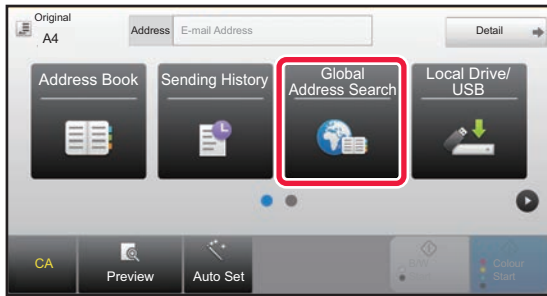 Original
A4
Address
E-mail Address
Detail
Address Book
Sending History
Global
Address Search
Local Drive/
USB
CA
Preview
Auto Set
B/W
Start
Colour
Start